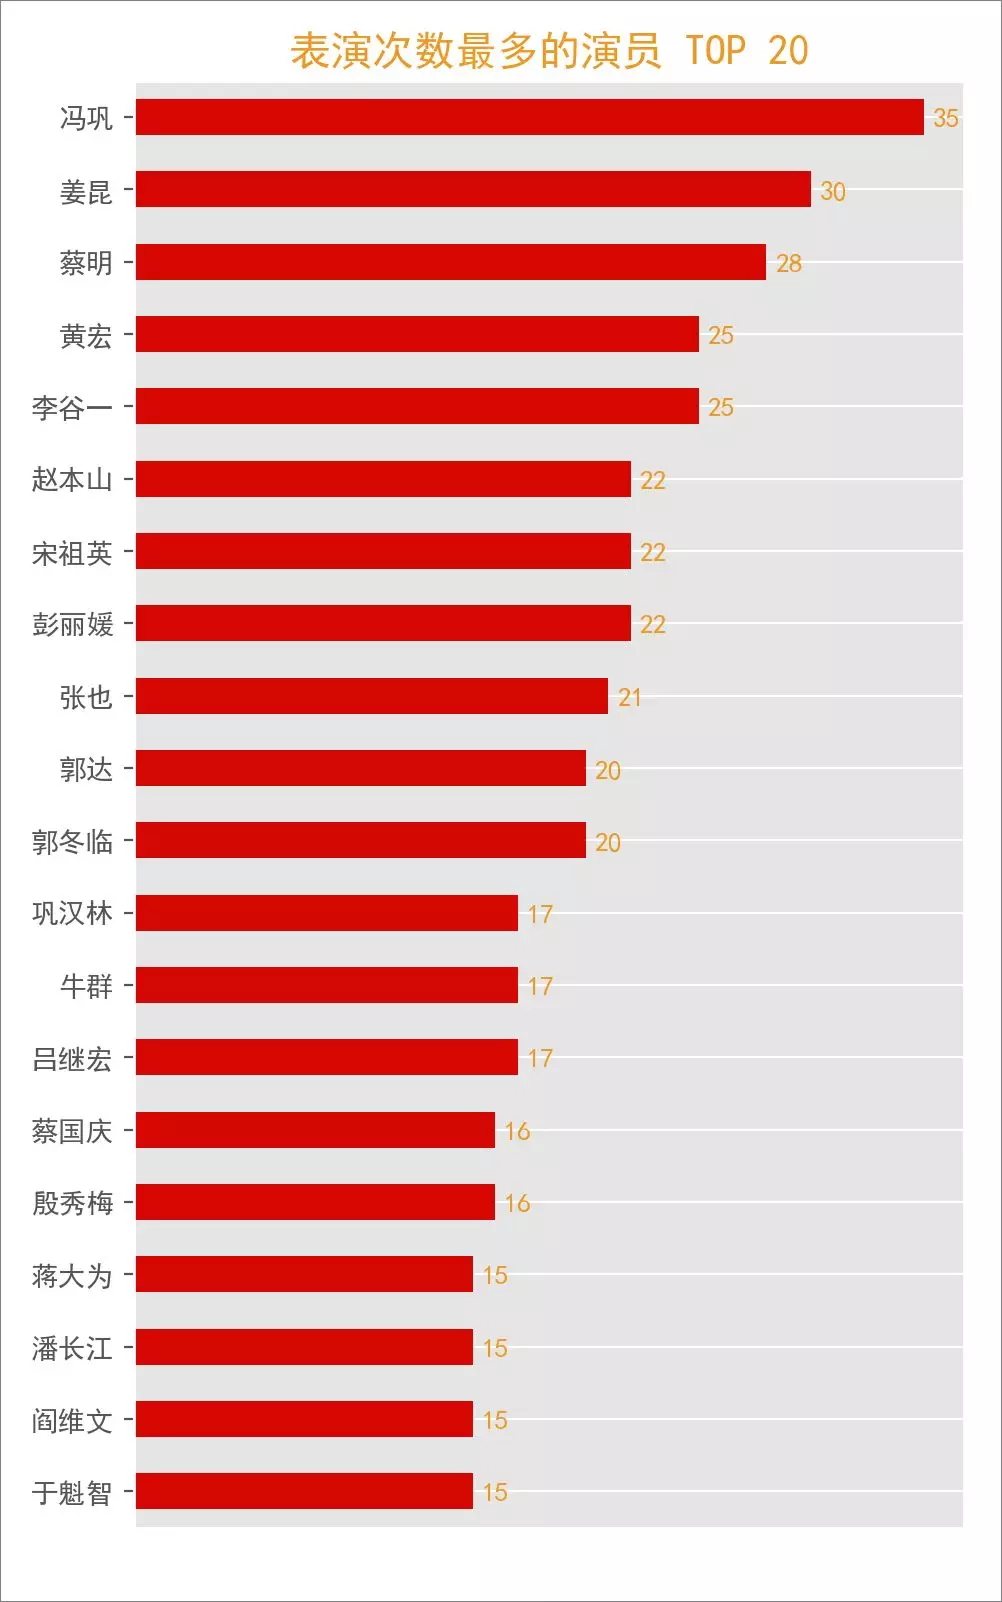 表演次数最多的演员 TOP 20
冯巩 35
姜昆 30
蔡明 28
黄宏 25
李谷一 25
赵本山 22
宋祖英 22
彭丽媛 22
张也 21
郭达 20
郭冬临 20
巩汉林 17
牛群 17
吕继宏 17
蔡国庆 16
殷秀梅 16
蒋大为 15
潘长江 15
阎维文 15
于魁智 15